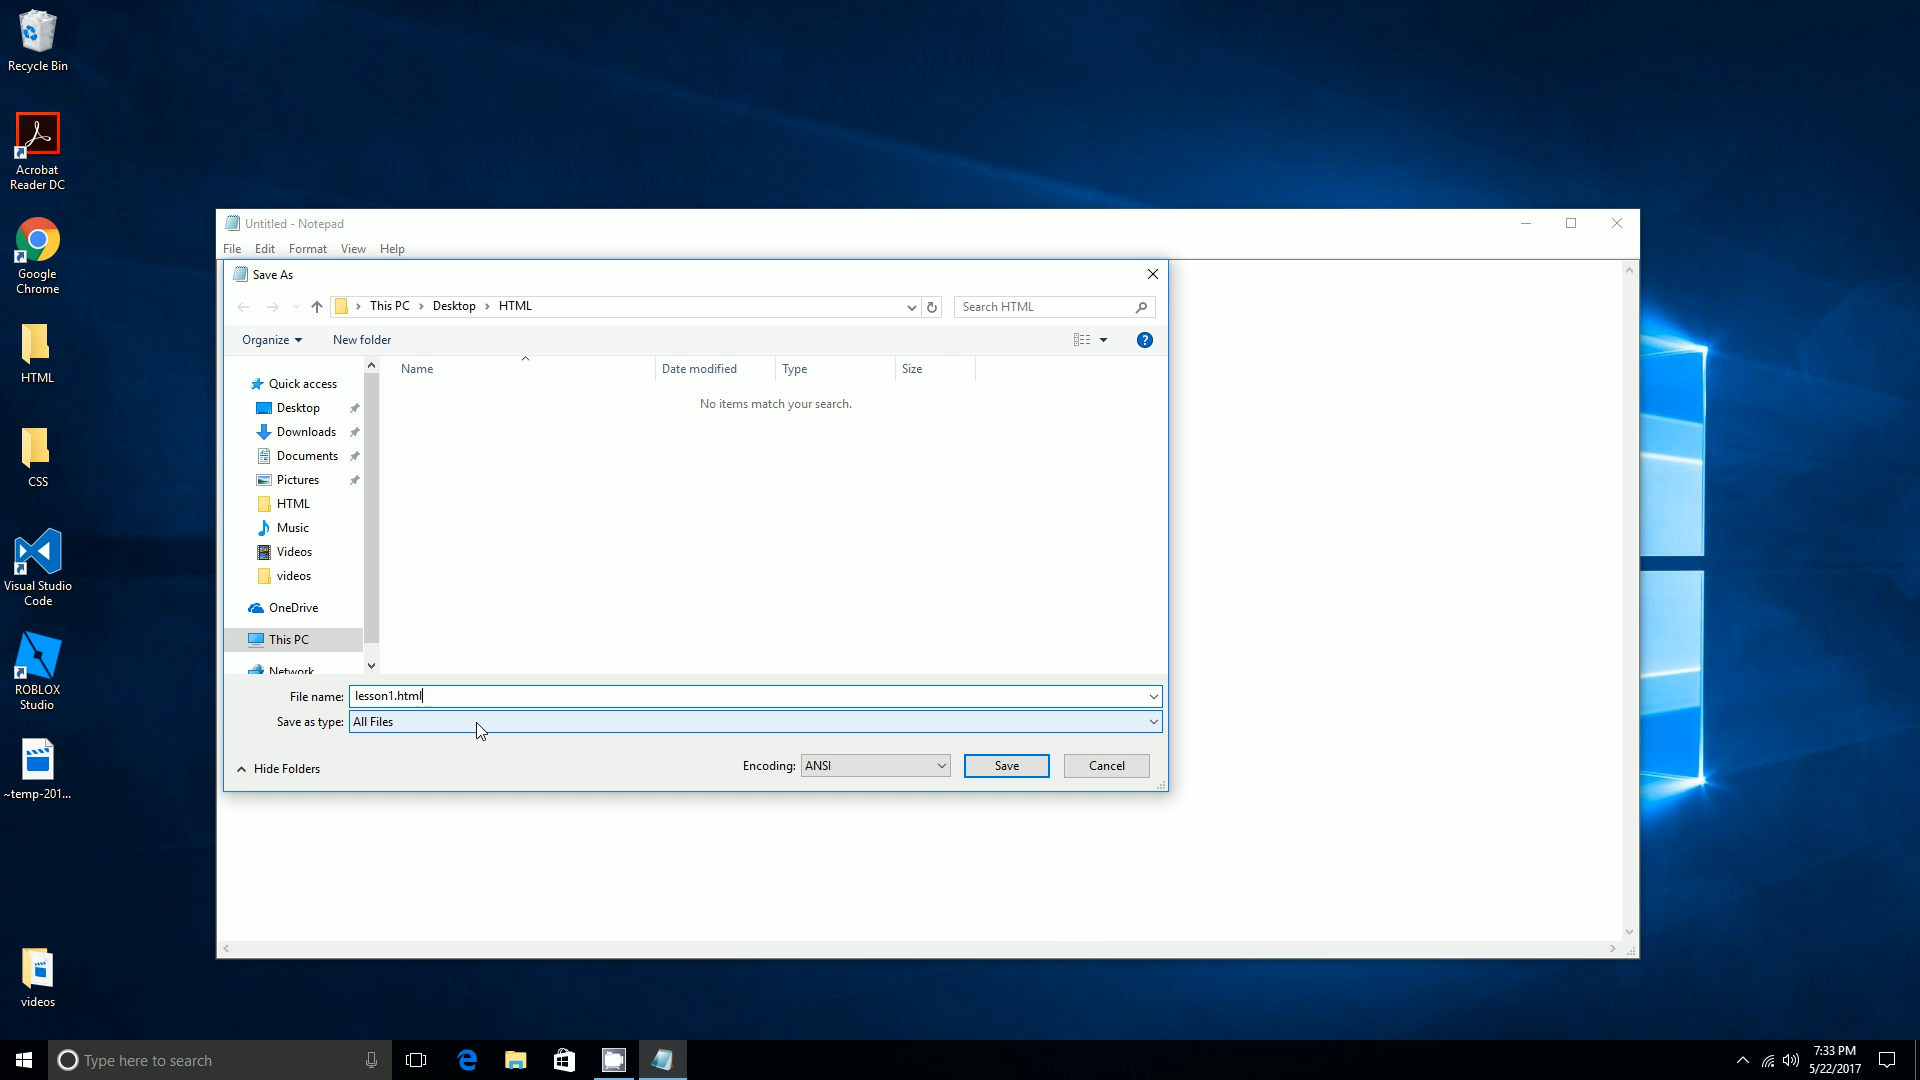 Recycle Bin
Acrobat
Reader DC
Google
Chrome
HTML
CSS
Visual Studio
Code
ROBLOX
Studio
~temp-201...
videos
Untitled - Notepad
File Edit Format View Help
Save As
This PC > Desktop > HTML
Search HTML
Organize New folder
?
Name Date modified Type Size
No items match your search.
Quick access
Desktop
Downloads
Documents
Pictures
HTML
Music
Videos
videos
OneDrive
This PC
Network
File name: lesson1.html
Save as type: All Files
Hide Folders
Encoding: ANSI Save Cancel
Type here to search
7:33 PM
5/22/2017